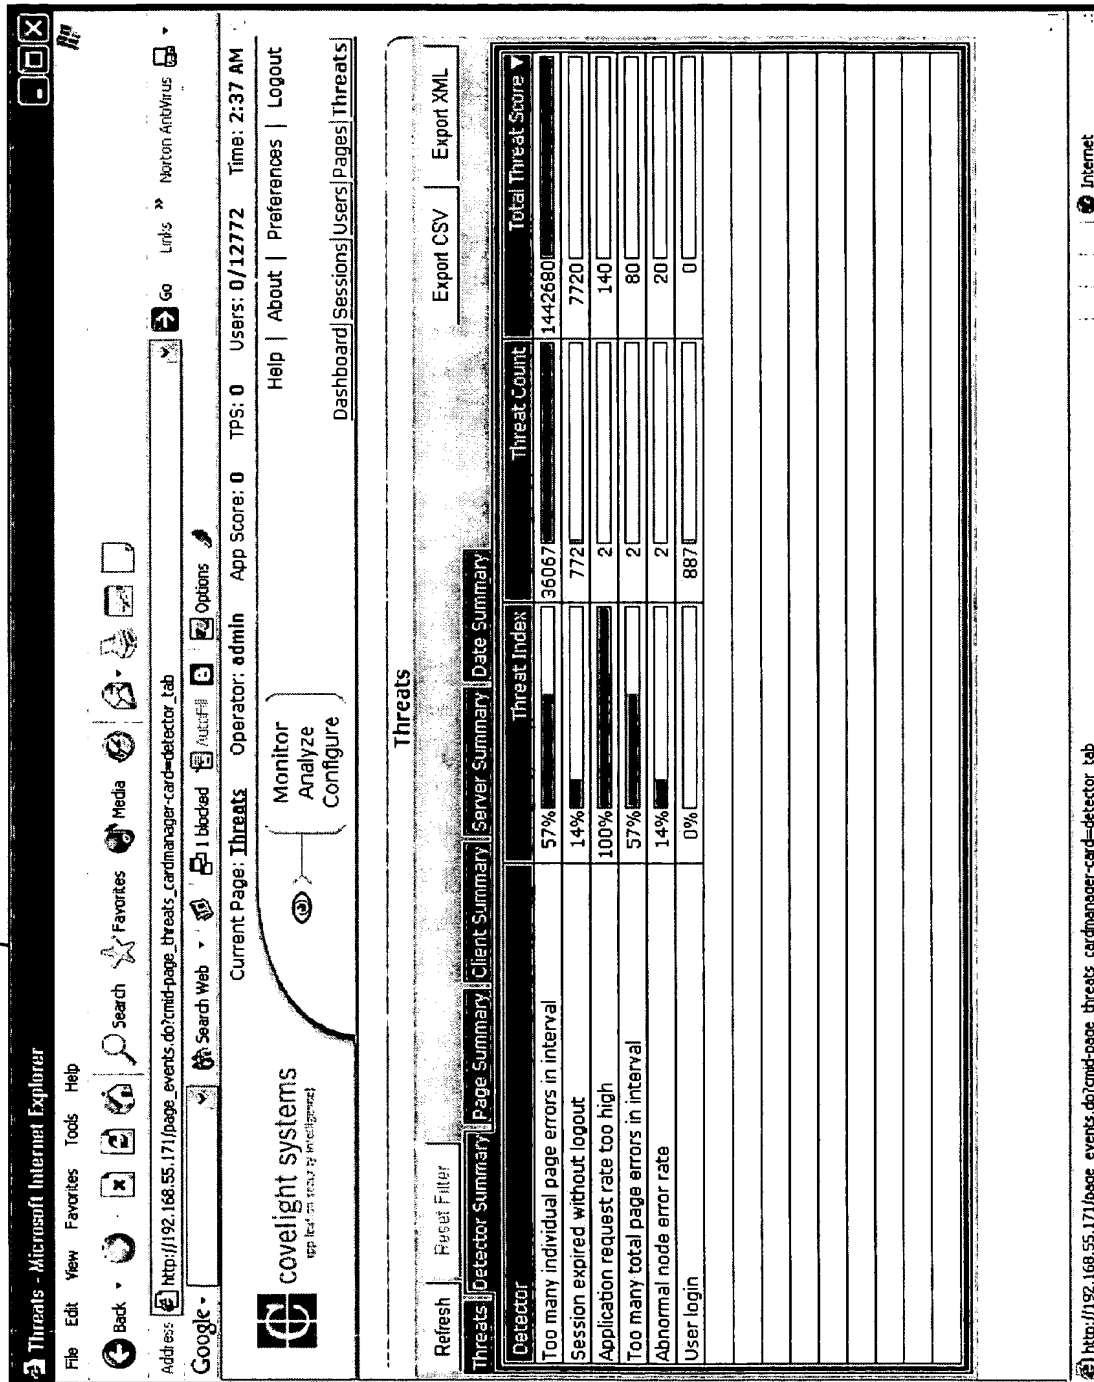 Threats - Microsoft Internet Explorer
File Edit View Favorites Tools Help
Back Search Favorites Media
Address http://192.168.55.171/page_events.do?cmid-page_threats_cardmanager-card=detector_tab Go Links » Norton AntiVirus
Google Search Web 1 blocked AutoFill Options
Current Page: Threats Operator: admin App Score: 0 TPS: 0 Users: 0/12772 Time: 2:37 AM
covelight systems
Monitor
Analyze
Configure
Help | About | Preferences | Logout
Dashboard Sessions Users Pages Threats
Threats
Refresh Reset Filter Export CSV Export XML
Threats Detector Summary Page Summary Client Summary Server Summary Date Summary
Detector Threat Index Threat Count Total Threat Score ▼
Too many individual page errors in interval 57% 36067 1442680
Session expired without logout 14% 772 7720
Application request rate too high 100% 2 140
Too many total page errors in interval 57% 2 80
Abnormal node error rate 14% 2 20
User login 0% 887 0
http://192.168.55.171/page_events.do?cmid-page_threats_cardmanager-card=detector_tab Internet